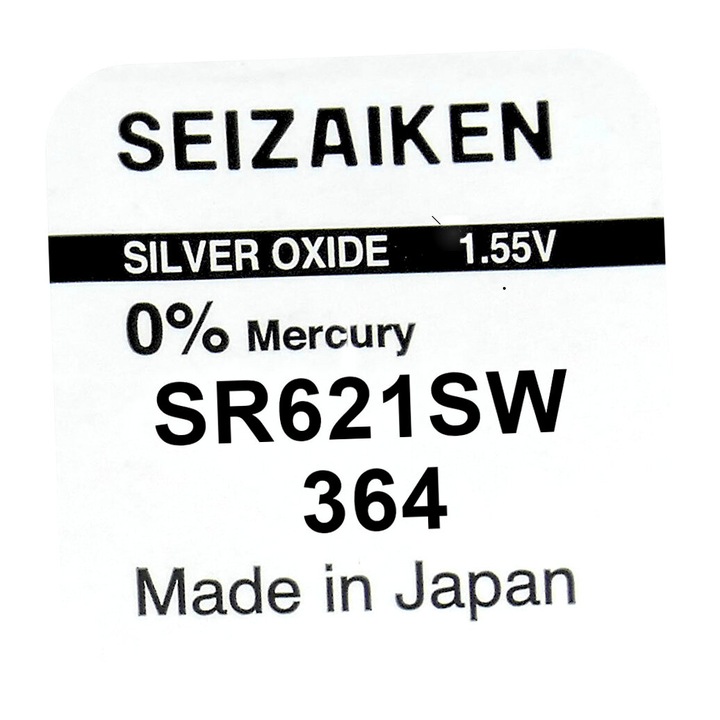 SEIZAIKEN
SILVER OXIDE 1.55V
0% Mercury
SR621SW
364
Made in Japan